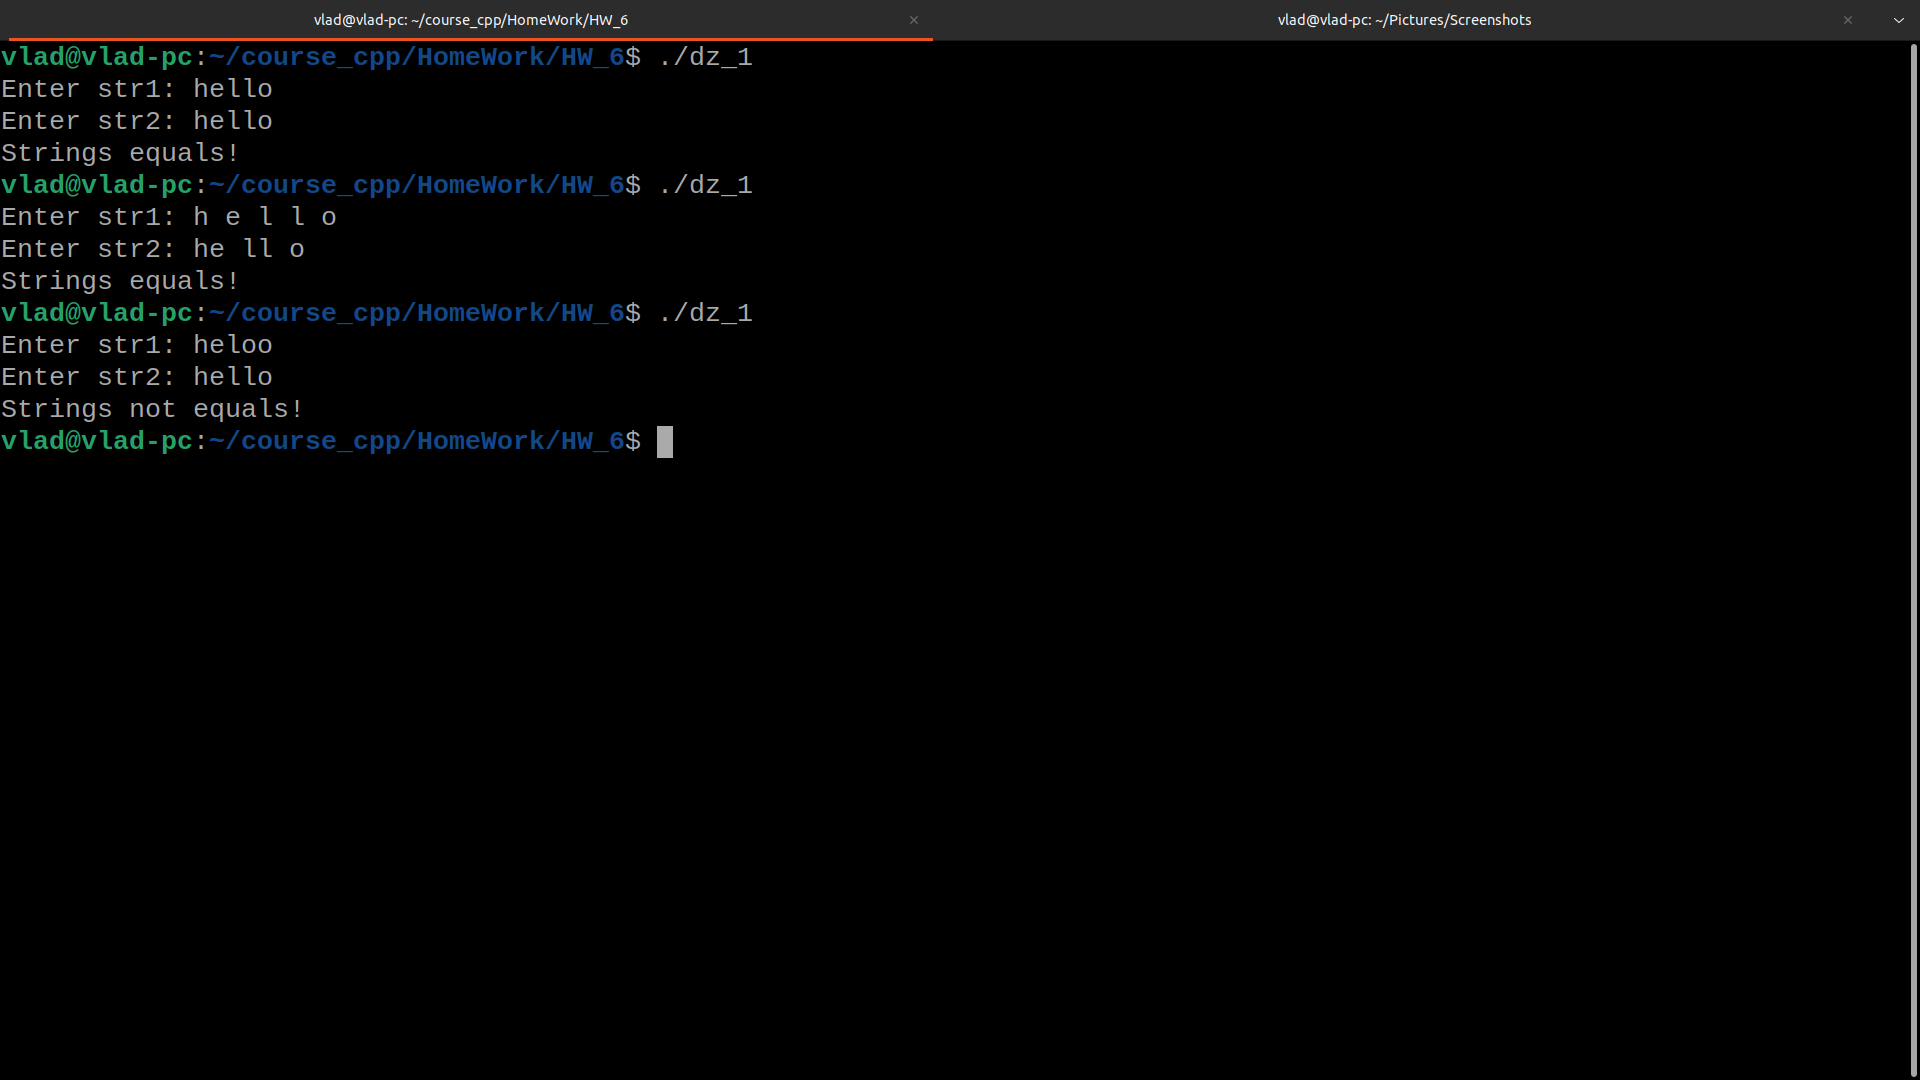 vlad@vlad-pc: ~/course_cpp/HomeWork/HW_6 × vlad@vlad-pc: ~/Pictures/Screenshots ×
vlad@vlad-pc:~/course_cpp/HomeWork/HW_6$ ./dz_1
Enter str1: hello
Enter str2: hello
Strings equals!
vlad@vlad-pc:~/course_cpp/HomeWork/HW_6$ ./dz_1
Enter str1: h e l l o
Enter str2: he ll o
Strings equals!
vlad@vlad-pc:~/course_cpp/HomeWork/HW_6$ ./dz_1
Enter str1: heloo
Enter str2: hello
Strings not equals!
vlad@vlad-pc:~/course_cpp/HomeWork/HW_6$